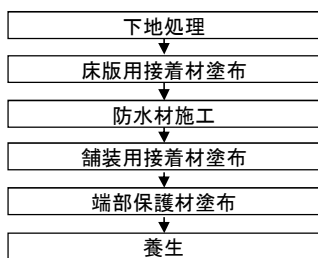 下地処理
床版用接着材塗布
防水材施工
舗装用接着材塗布
端部保護材塗布
養生